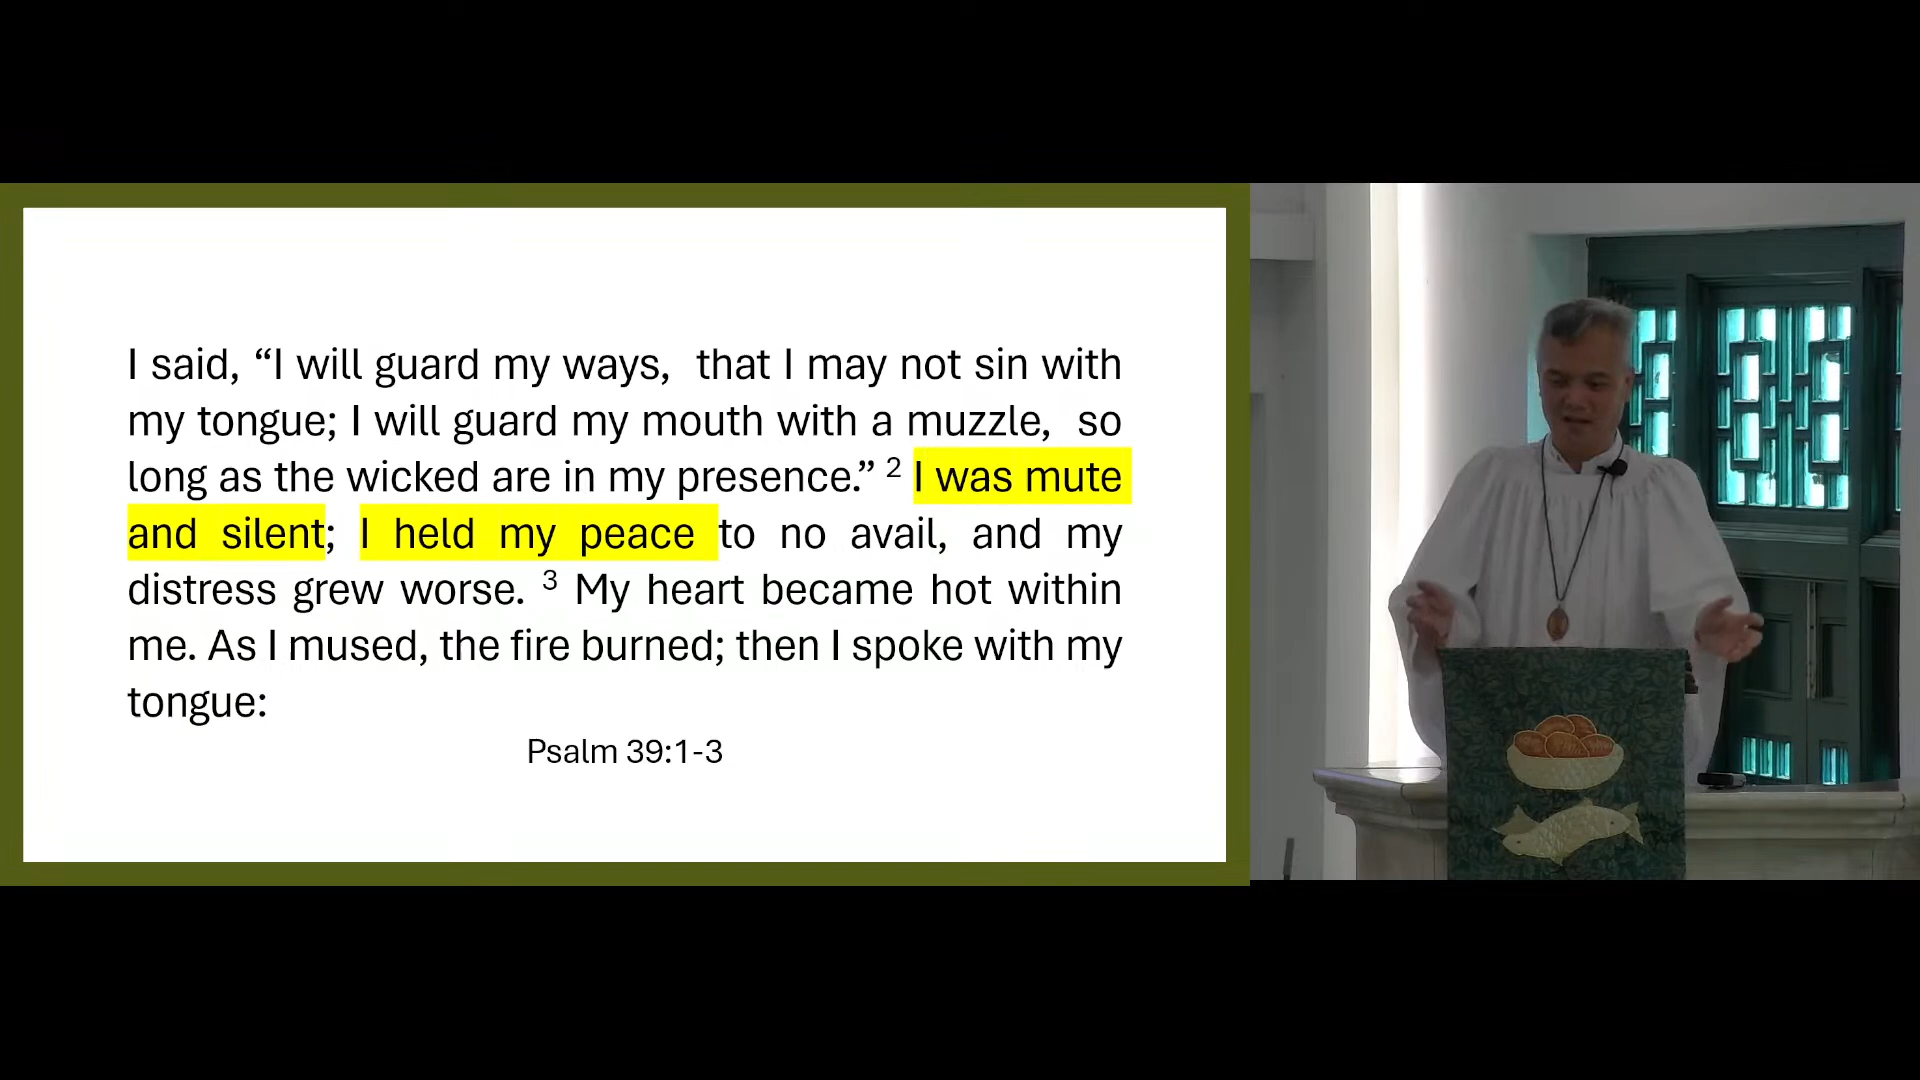 I said, “I will guard my ways,  that I may not sin with
my tongue; I will guard my mouth with a muzzle,  so
long as the wicked are in my presence.” 2 I was mute
and silent; I held my peace to no avail, and my
distress grew worse. 3 My heart became hot within
me. As I mused, the fire burned; then I spoke with my
tongue:
Psalm 39:1-3